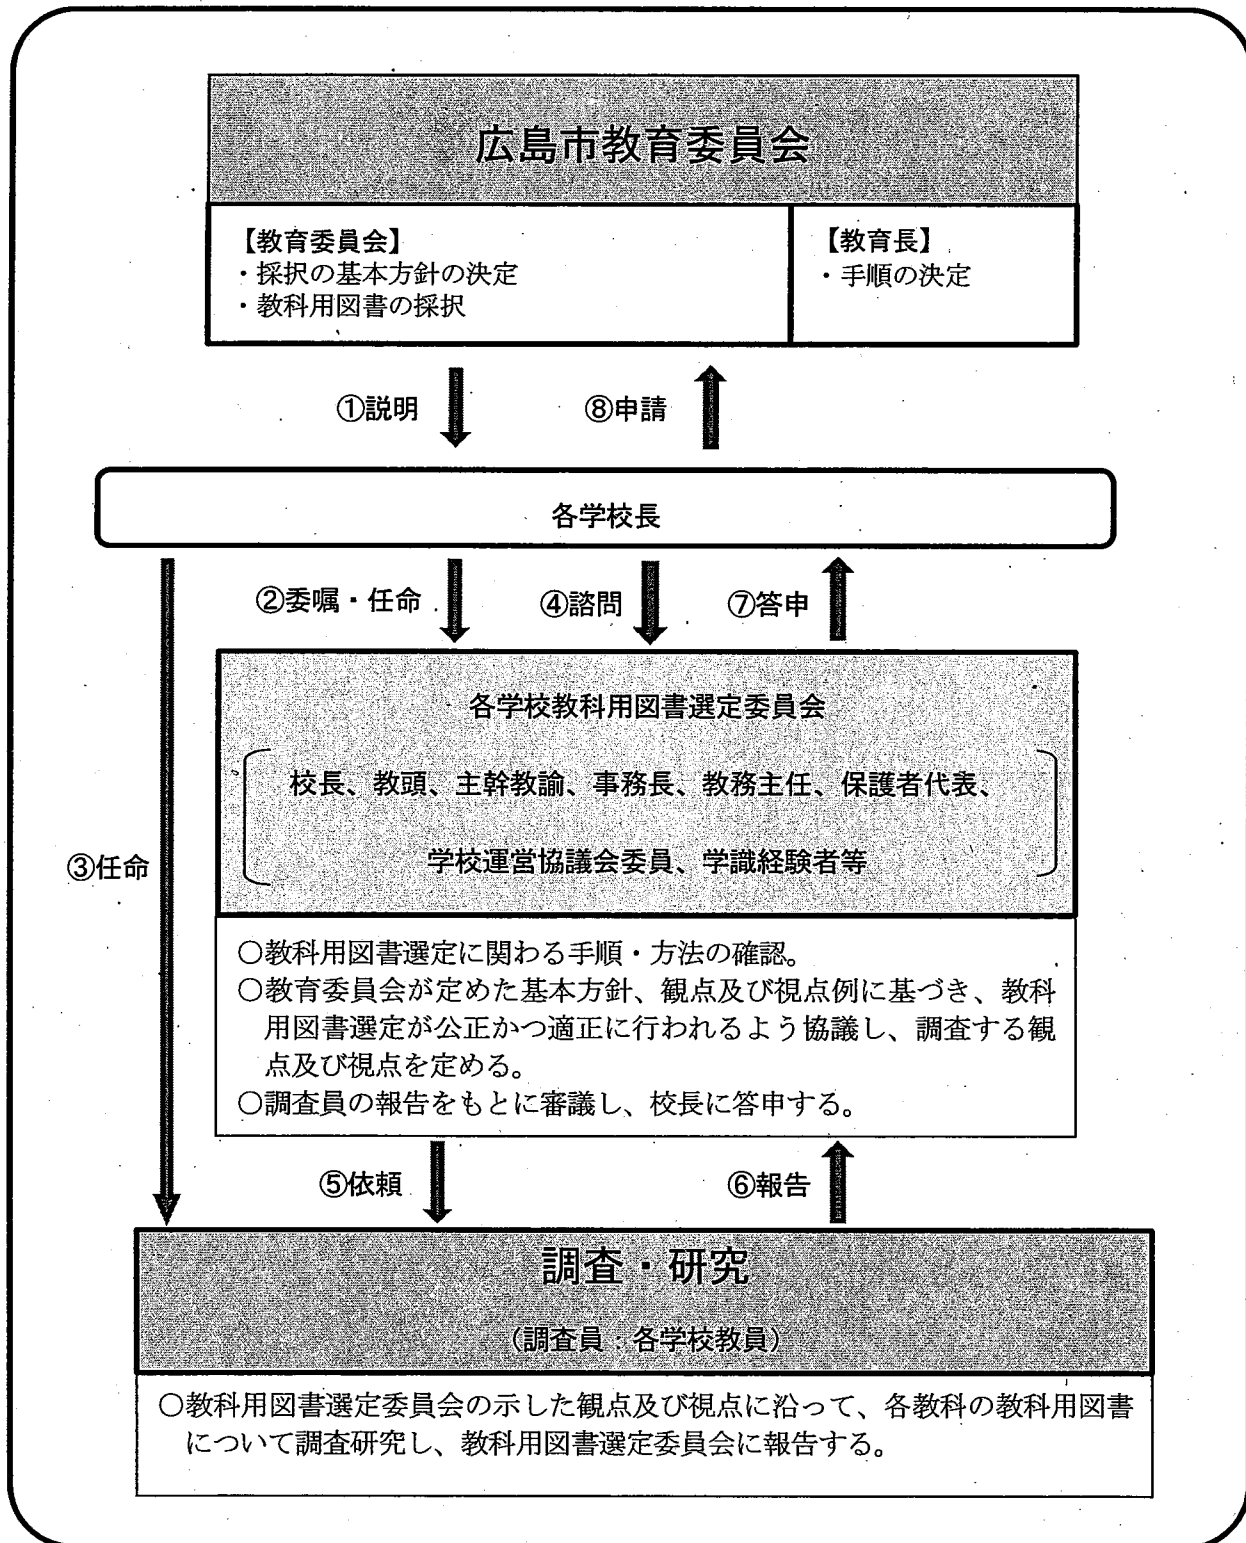 広島市教育委員会
【教育委員会】
・採択の基本方針の決定
・教科用図書の採択
【教育長】
・手順の決定
①説明
⑧申請
各学校長
②委嘱・任命
④諮問
⑦答申
各学校教科用図書選定委員会
校長、教頭、主幹教諭、事務長、教務主任、保護者代表、
学校運営協議会委員、学識経験者等
③任命
○教科用図書選定に関わる手順・方法の確認。
○教育委員会が定めた基本方針、観点及び視点例に基づき、教科
用図書選定が公正かつ適正に行われるよう協議し、調査する観
点及び視点を定める。
○調査員の報告をもとに審議し、校長に答申する。
⑤依頼
⑥報告
調査・研究
（調査員：各学校教員）
○教科用図書選定委員会の示した観点及び視点に沿って、各教科の教科用図書
について調査研究し、教科用図書選定委員会に報告する。